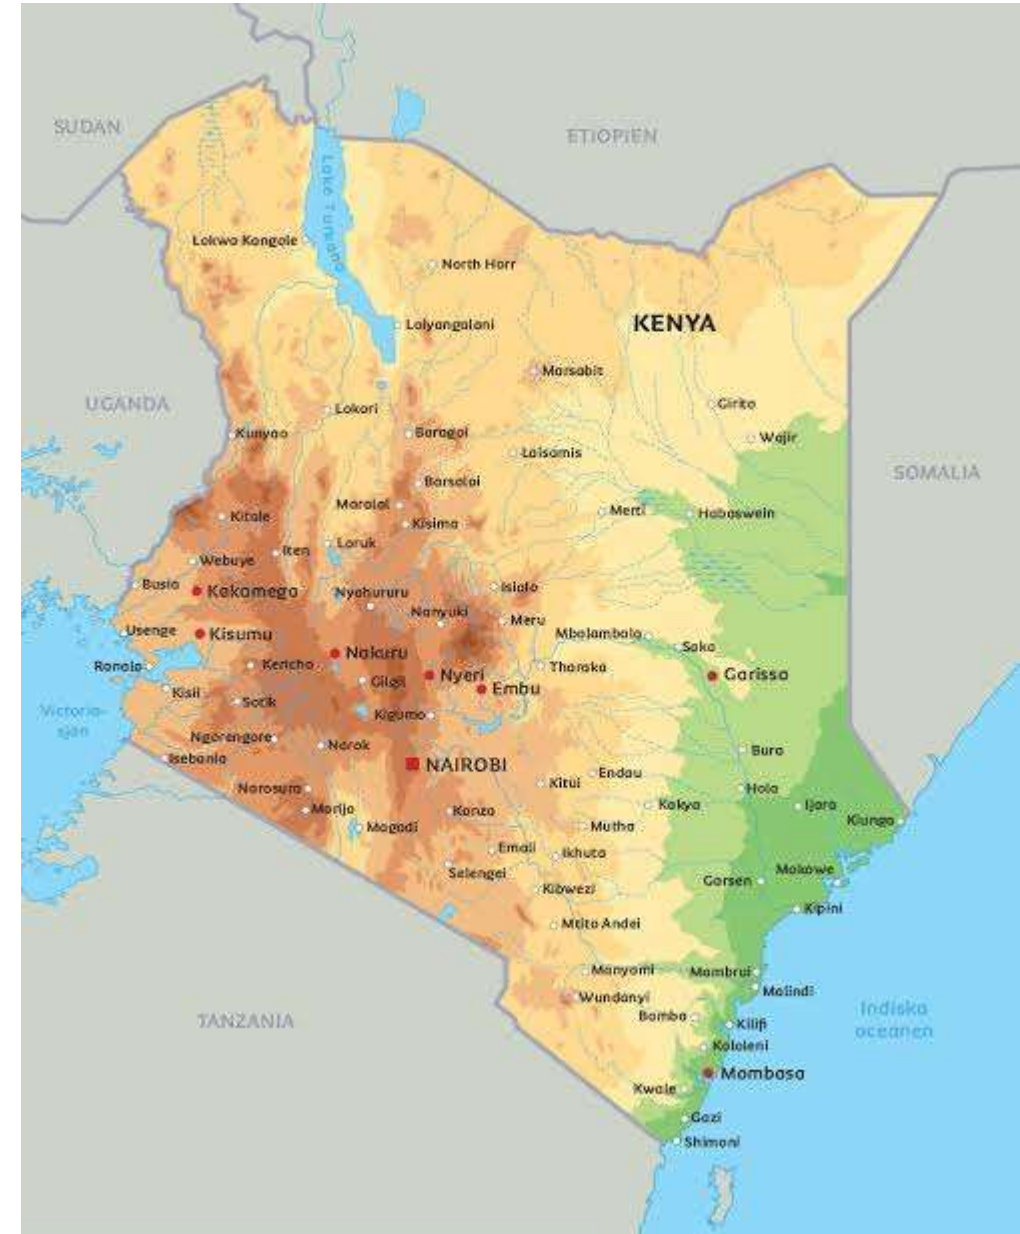 SUDAN
ETIOPIEN
Lake Turkana
Lokwa Kangole
North Horr
KENYA
Loiyangalani
Marsabit
UGANDA
Lokori
Girito
Kunyao
Baragoi
Wajir
Laisamis
SOMALIA
Barsaloi
Maralal
Kitale
Kisima
Merti
Habaswein
Iten
Loruk
Webuye
Busia
Kakamega
Nyahururu
Isiolo
Nanyuki
Meru
Usenge
Kisumu
Mbalambala
Saka
Nakuru
Ronalo
Kericho
Tharaka
Gilgil
Nyeri
Garissa
Kisii
Embu
Sotik
Victoria-
sjön
Kigumo
Ngorengore
Narok
Bura
Isebania
NAIROBI
Endau
Kitui
Narosura
Hola
Morijo
Konza
Kakya
Ijara
Magadi
Mutha
Kiunga
Emali
Ikhuta
Selengei
Mokowe
Kibwezi
Garsen
Kipini
Mtito Andei
Manyami
Mambrui
Wundanyi
Malindi
TANZANIA
Bamba
Kilifi
Indiska
oceanen
Kaloleni
Mombasa
Kwale
Gazi
Shimoni